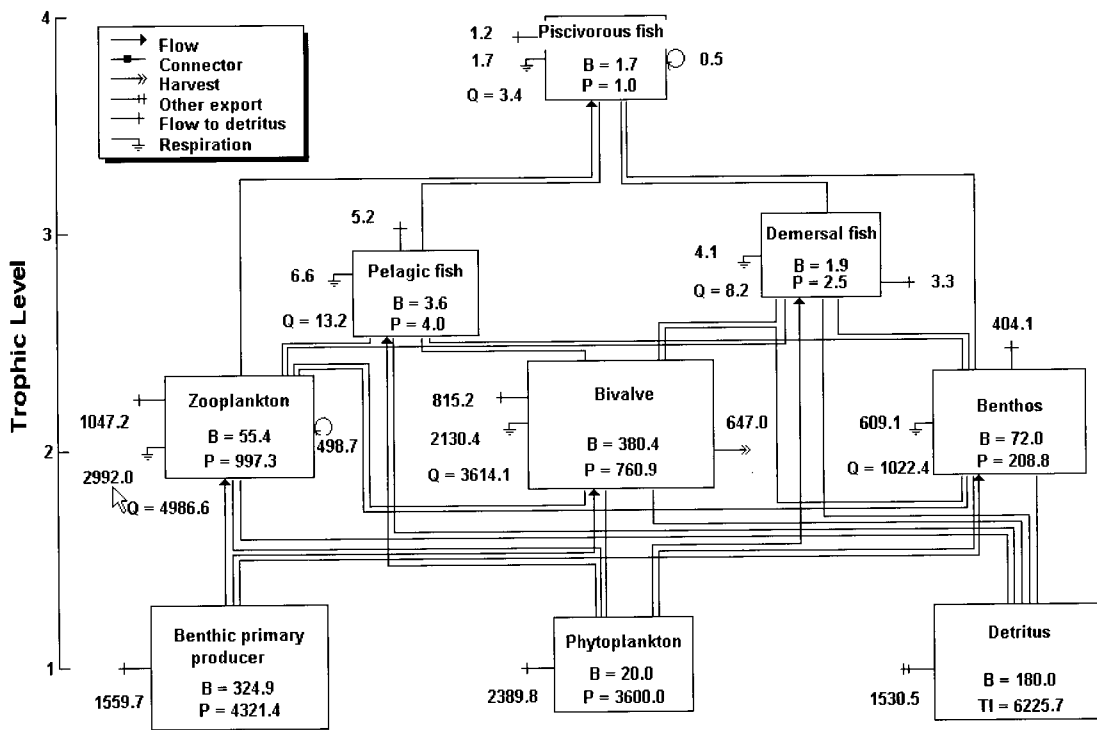 4
Flow
Connector
Harvest
Other export
Flow to detritus
Respiration
1.2
Piscivorous fish
1.7
B = 1.7
0.5
P = 1.0
Q = 3.4
3
5.2
Demersal fish
4.1
B = 1.9
P = 2.5
Q = 8.2
3.3
6.6
Pelagic fish
B = 3.6
P = 4.0
Q = 13.2
404.1
Trophic Level
Zooplankton
1047.2
B = 55.4
P = 997.3
498.7
2992.0
Q = 4986.6
815.2
Bivalve
647.0
2130.4
B = 380.4
P = 760.9
Q = 3614.1
Benthos
609.1
B = 72.0
P = 208.8
Q = 1022.4
2
Benthic primary
producer
B = 324.9
P = 4321.4
1559.7
Phytoplankton
B = 20.0
P = 3600.0
2389.8
Detritus
B = 180.0
TI = 6225.7
1530.5
1